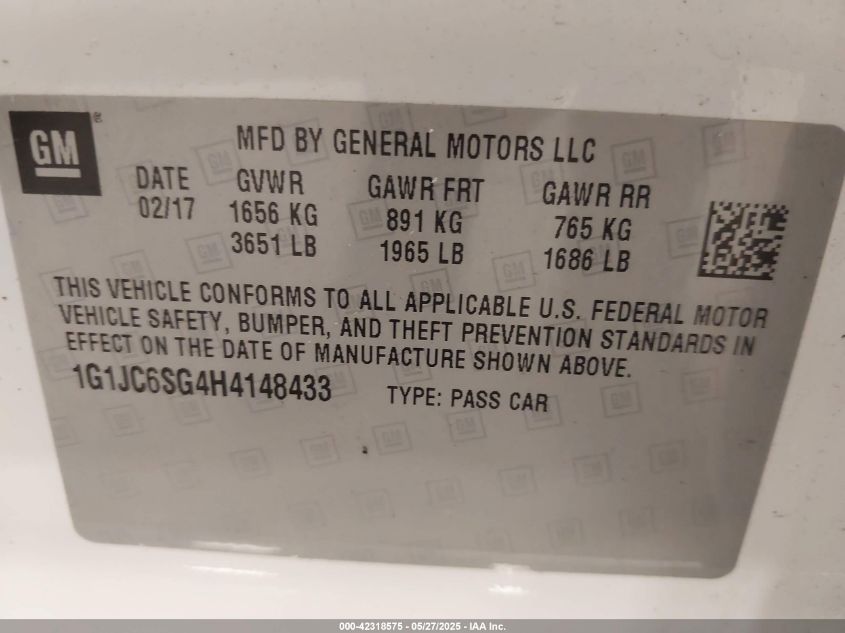 GM ®
MFD BY GENERAL MOTORS LLC
DATE GVWR GAWR FRT GAWR RR
02/17 1656 KG 891 KG 765 KG
3651 LB 1965 LB 1686 LB
THIS VEHICLE CONFORMS TO ALL APPLICABLE U.S. FEDERAL MOTOR
VEHICLE SAFETY, BUMPER, AND THEFT PREVENTION STANDARDS IN
EFFECT ON THE DATE OF MANUFACTURE SHOWN ABOVE.
1G1JC6SG4H4148433 TYPE: PASS CAR
000-42318575 - 05/27/2025 - IAA Inc.